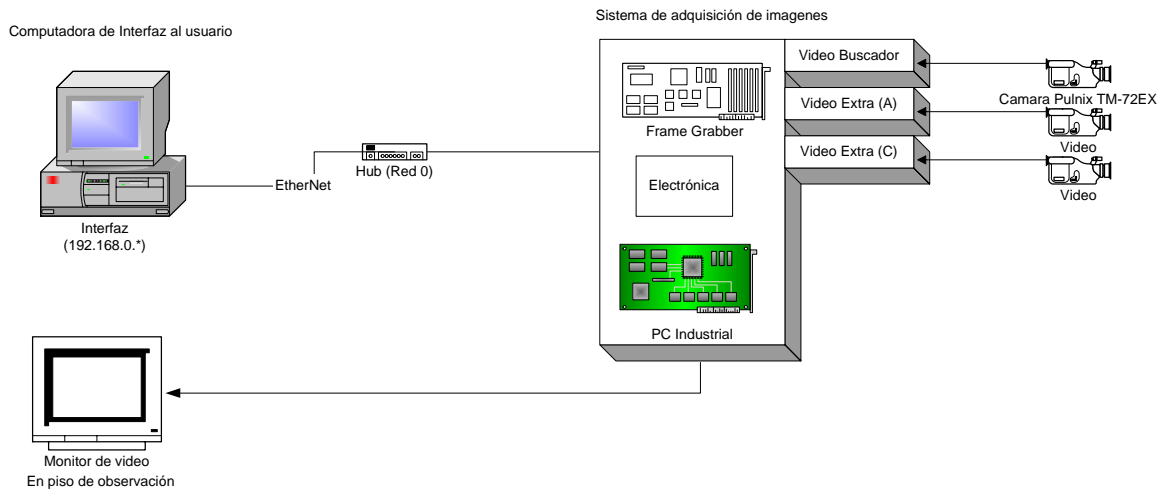 Sistema de adquisición de imagenes
Computadora de Interfaz al usuario
Video Buscador
Video Extra (A)
Camara Pulnix TM-72EX
Frame Grabber
Video
Video Extra (C)
Hub (Red 0)
EtherNet
Electrónica
Video
Interfaz
(192.168.0.*)
PC Industrial
Monitor de video
En piso de observación